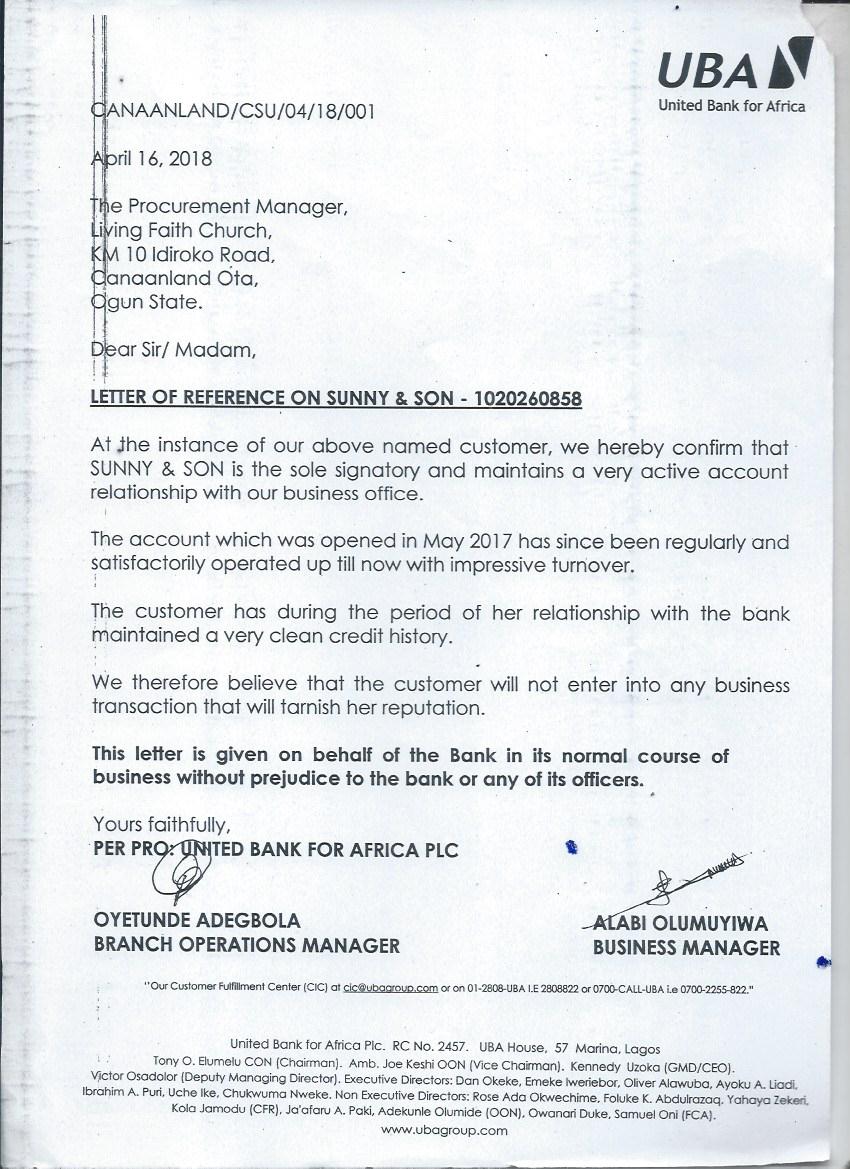 UBA
United Bank for Africa
CANAANLAND/CSU/04/18/001
April 16, 2018
The Procurement Manager,
Living Faith Church,
KM 10 Idiroko Road,
Canaanland Ota,
Ogun State.
Dear Sir/ Madam,
LETTER OF REFERENCE ON SUNNY & SON - 1020260858
At the instance of our above named customer, we hereby confirm that
SUNNY & SON is the sole signatory and maintains a very active account
relationship with our business office.
The account which was opened in May 2017 has since been regularly and
satisfactorily operated up till now with impressive turnover.
The customer has during the period of her relationship with the bank
maintained a very clean credit history.
We therefore believe that the customer will not enter into any business
transaction that will tarnish her reputation.
This letter is given on behalf of the Bank in its normal course of
business without prejudice to the bank or any of its officers.
Yours faithfully,
PER PRO: UNITED BANK FOR AFRICA PLC
OYETUNDE ADEGBOLA
BRANCH OPERATIONS MANAGER
ALABI OLUMUYIWA
BUSINESS MANAGER
"Our Customer Fulfillment Center (CIC) at cic@ubagroup.com or on 01-2808-UBA I.E 2808822 or 0700-CALL-UBA i.e 0700-2255-822."
United Bank for Africa Plc. RC No. 2457. UBA House, 57 Marina, Lagos
Tony O. Elumelu CON (Chairman). Amb. Joe Keshi OON (Vice Chairman). Kennedy Uzoka (GMD/CEO).
Victor Osadolor (Deputy Managing Director). Executive Directors: Dan Okeke, Emeke Iweriebor, Oliver Alawuba, Ayoku A. Liadi,
Ibrahim A. Puri, Uche Ike, Chukwuma Nweke. Non Executive Directors: Rose Ada Okwechime, Foluke K. Abdulrazaq. Yahaya Zekeri,
Kola Jamodu (CFR), Ja'afaru A. Paki, Adekunle Olumide (OON), Owanari Duke, Samuel Oni (FCA).
www.ubagroup.com